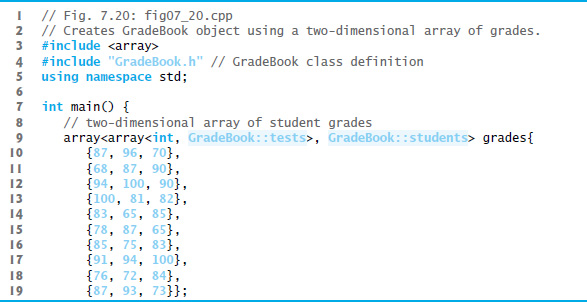 1 // Fig. 7.20: fig07_20.cpp
2 // Creates GradeBook object using a two-dimensional array of grades.
3 #include <array>
4 #include "GradeBook.h" // GradeBook class definition
5 using namespace std;
6
7 int main() {
8 // two-dimensional array of student grades
9 array<array<int, GradeBook::tests>, GradeBook::students> grades{
10 {87, 96, 70},
11 {68, 87, 90},
12 {94, 100, 90},
13 {100, 81, 82},
14 {83, 65, 85},
15 {78, 87, 65},
16 {85, 75, 83},
17 {91, 94, 100},
18 {76, 72, 84},
19 {87, 93, 73}};